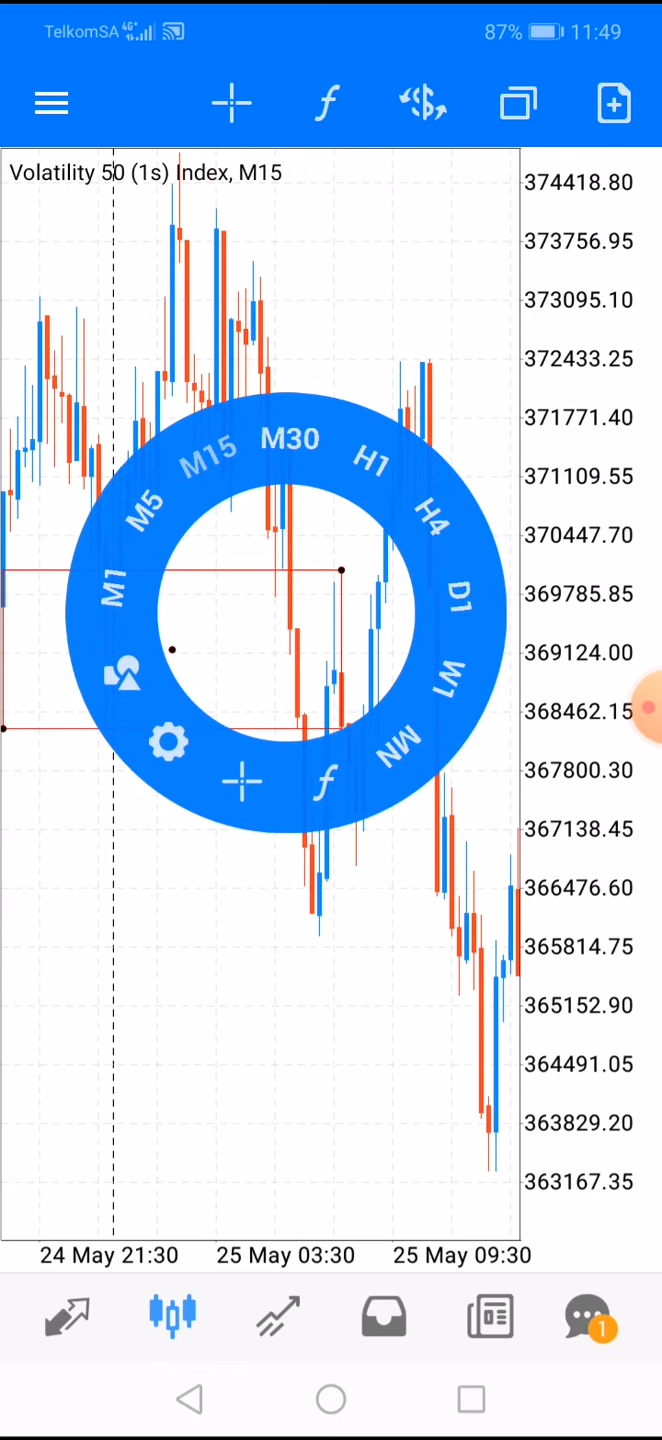 TelkomSA 4G+ 87% 11:49
f
Volatility 50 (1s) Index, M15
374418.80
373756.95
373095.10
372433.25
371771.40
371109.55
370447.70
369785.85
369124.00
368462.15
367800.30
367138.45
366476.60
365814.75
365152.90
364491.05
363829.20
363167.35
M1
M5
M15
M30
H1
H4
D1
W1
MN
f
24 May 21:30 25 May 03:30 25 May 09:30
1